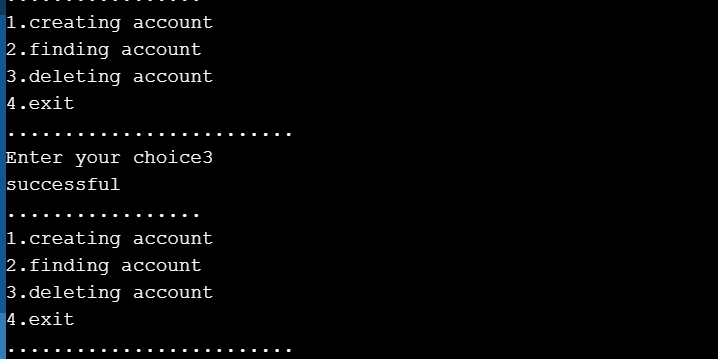 .................
1.creating account
2.finding account
3.deleting account
4.exit
.........................
Enter your choice3
successful
.................
1.creating account
2.finding account
3.deleting account
4.exit
.........................